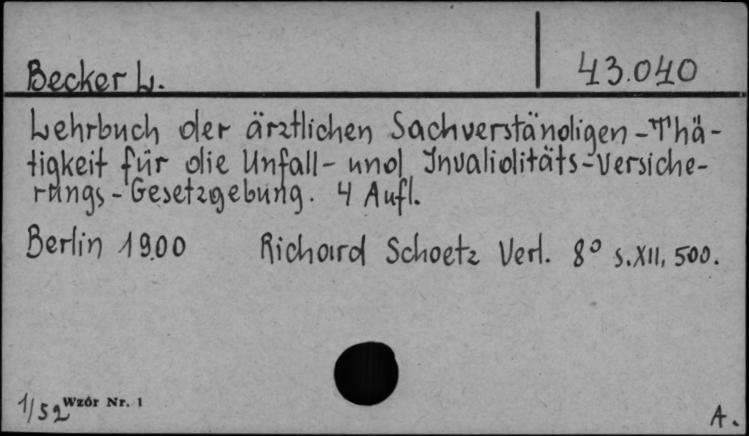 Becker L.
43.040
Lehrbuch der ärztlichen Sachverständigen-Thä-
tigkeit für die Unfall- und Invaliditäts-Versiche-
rungs-Gesetzgebung. 4 Aufl.
Berlin 1900 Richard Schoetz Verl. 8° S.XII, 500.
1/52 Wzór Nr. 1
A.